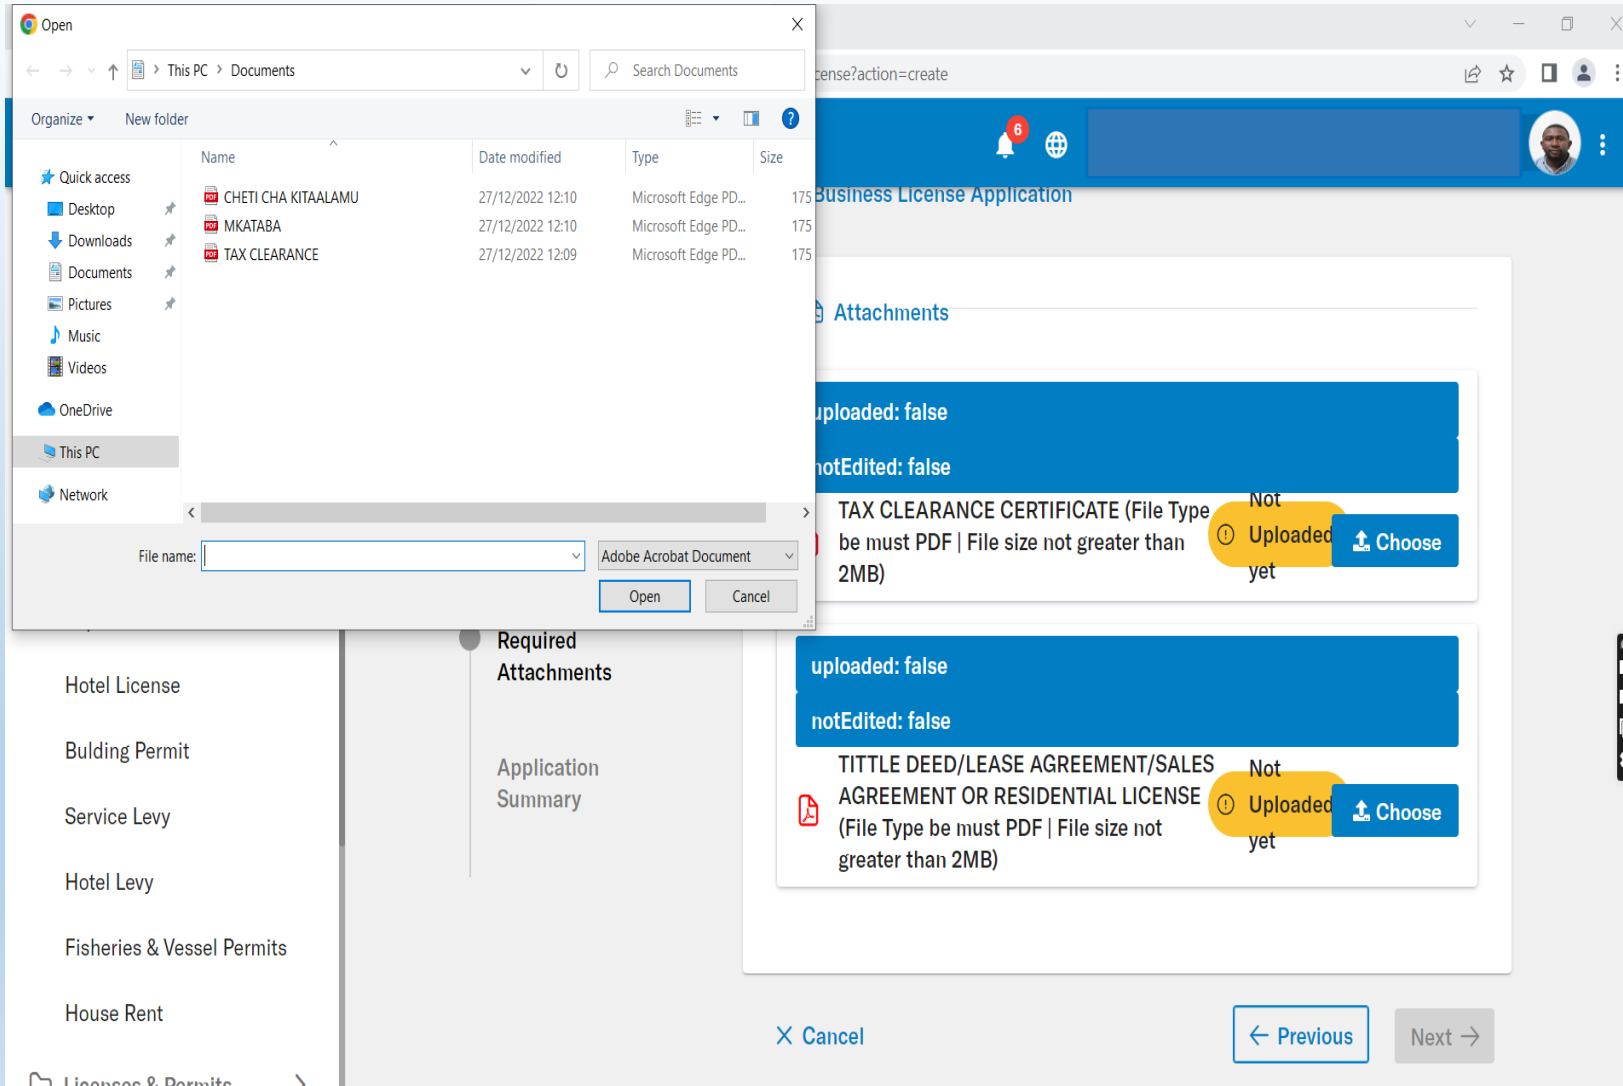 Open
This PC > Documents
Search Documents
cense?action=create
Organize
New folder
6
Name
Date modified
Type
Size
Quick access
CHETI CHA KITAALAMU 27/12/2022 12:10 Microsoft Edge PD... 175
Desktop
MKATABA 27/12/2022 12:10 Microsoft Edge PD... 175
Downloads
TAX CLEARANCE 27/12/2022 12:09 Microsoft Edge PD... 175
Documents
Pictures
Music
Videos
OneDrive
This PC
Network
File name:
Adobe Acrobat Document
Open
Cancel
Business License Application
Attachments
uploaded: false
notEdited: false
TAX CLEARANCE CERTIFICATE (File Type
be must PDF | File size not greater than
2MB)
Not
Uploaded
yet
Choose
uploaded: false
notEdited: false
TITTLE DEED/LEASE AGREEMENT/SALES
AGREEMENT OR RESIDENTIAL LICENSE
(File Type be must PDF | File size not
greater than 2MB)
Not
Uploaded
yet
Choose
Required
Attachments
Application
Summary
Hotel License
Bulding Permit
Service Levy
Hotel Levy
Fisheries & Vessel Permits
House Rent
Licenses & Permits
Cancel
Previous
Next